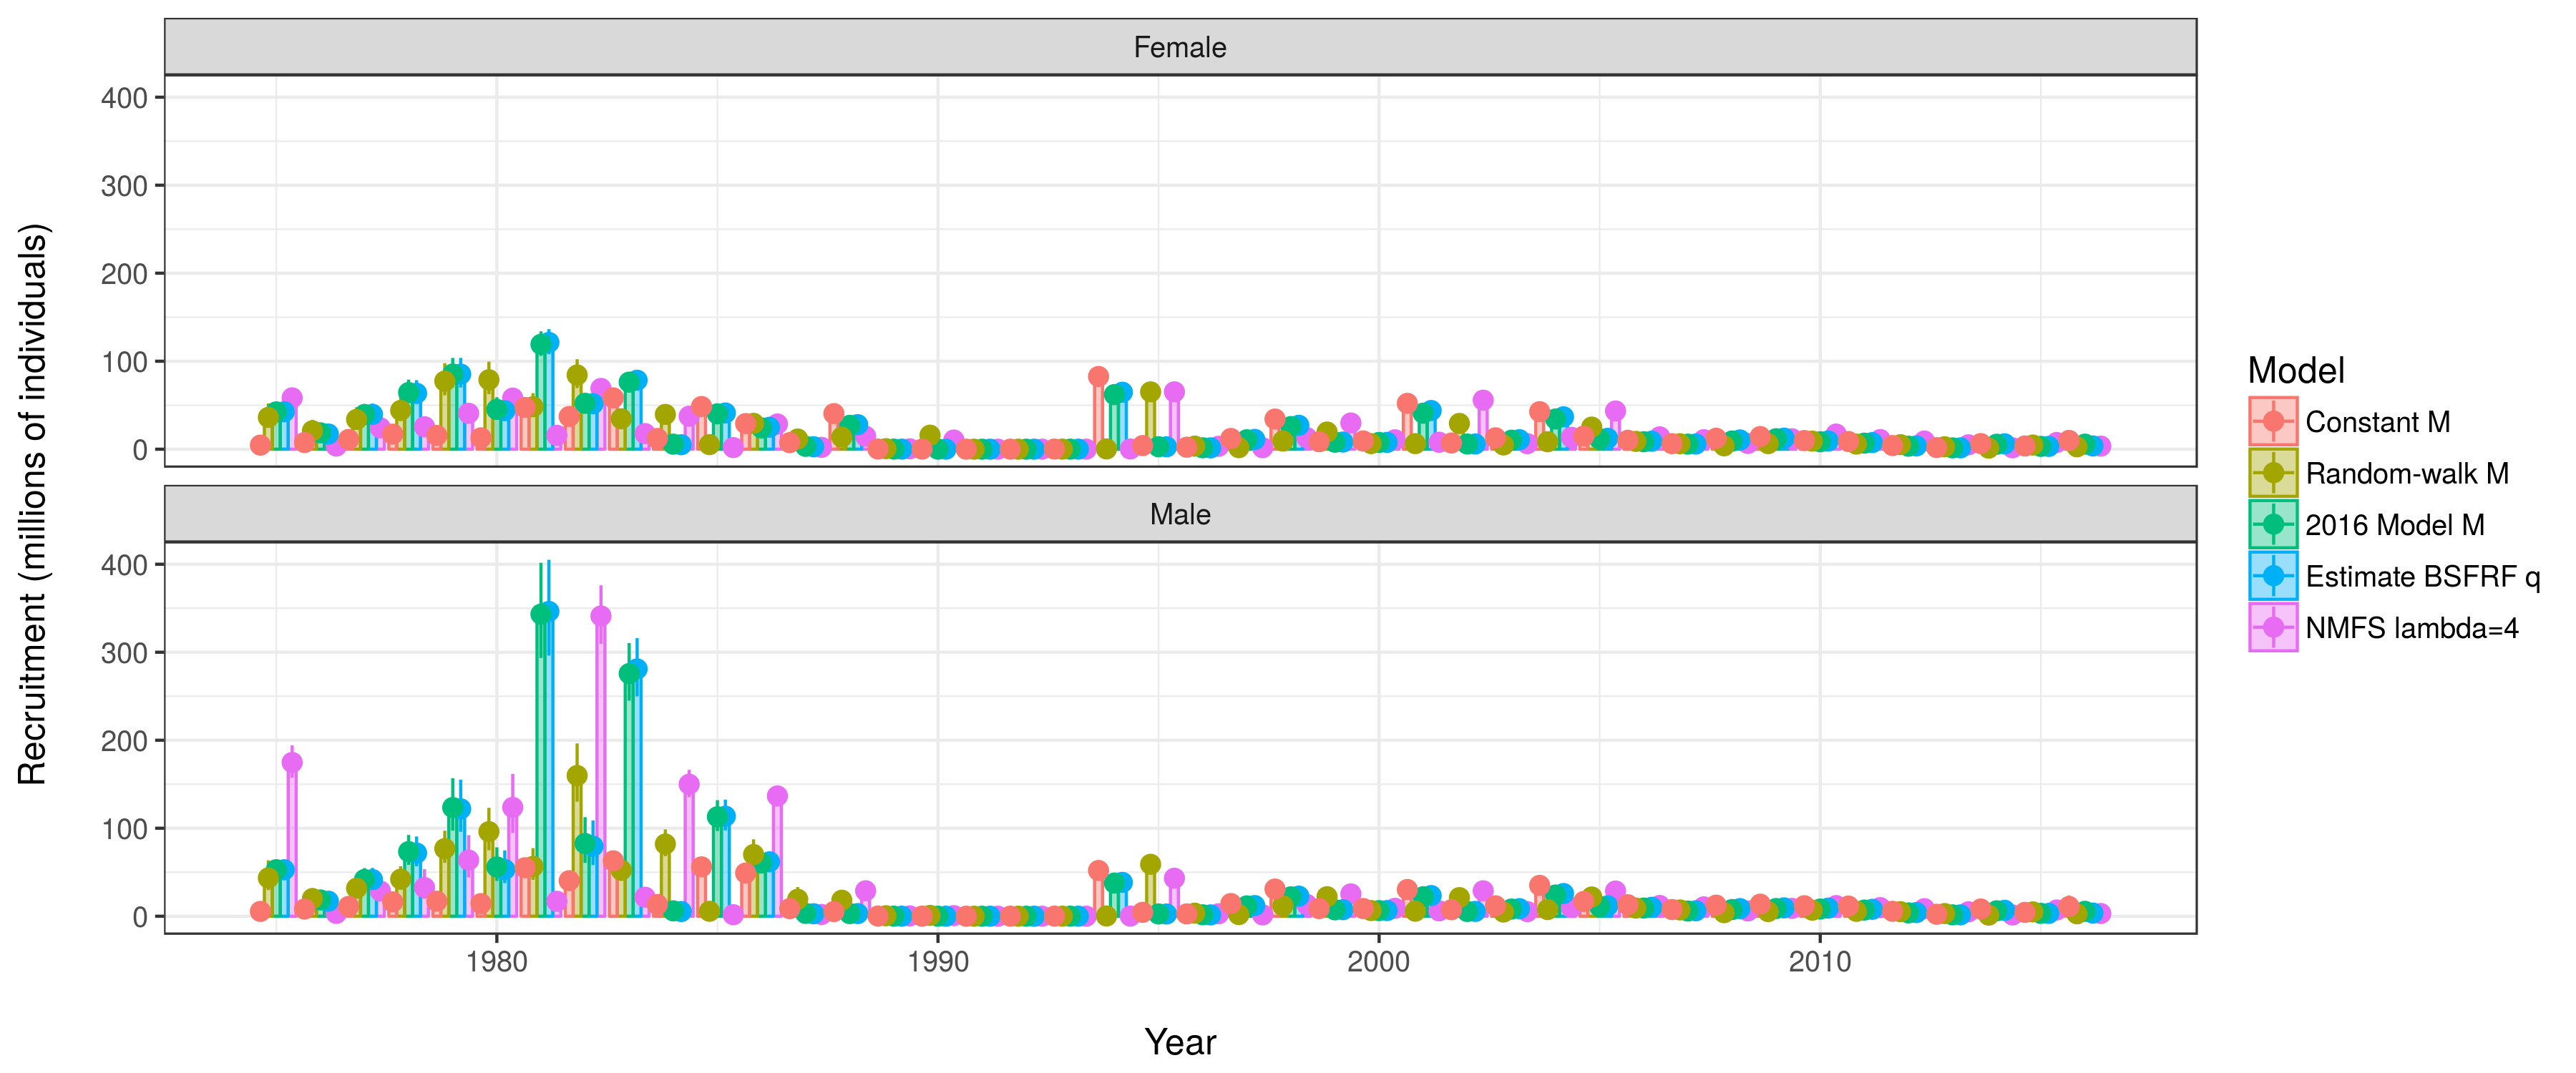 Female
400
300
200
100
0
Male
400
300
200
100
0
1980 1990 2000 2010
Year
Recruitment (millions of individuals)
Model
Constant M
Random-walk M
2016 Model M
Estimate BSFRF q
NMFS lambda=4